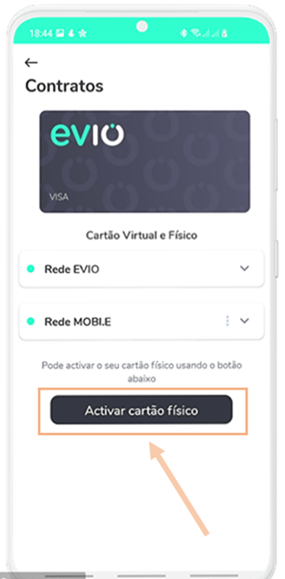 18:44
Contratos
evio
VISA
Cartão Virtual e Físico
Rede EVIO
Rede MOBI.E
Pode activar o seu cartão físico usando o botão
abaixo
Activar cartão físico